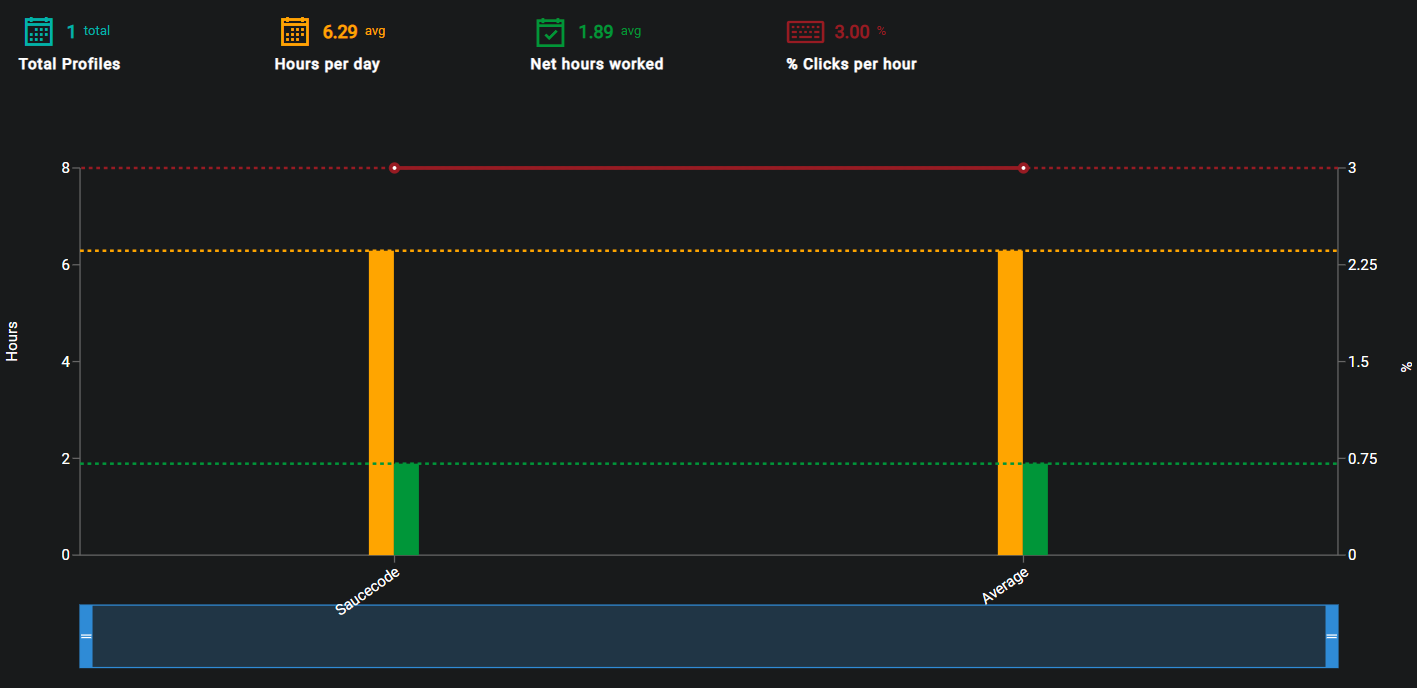 1 total
Total Profiles
6.29 avg
Hours per day
1.89 avg
Net hours worked
3.00 %
% Clicks per hour
8
6
4
2
0
Hours
3
2.25
1.5
0.75
0
%
Saucecode
Average